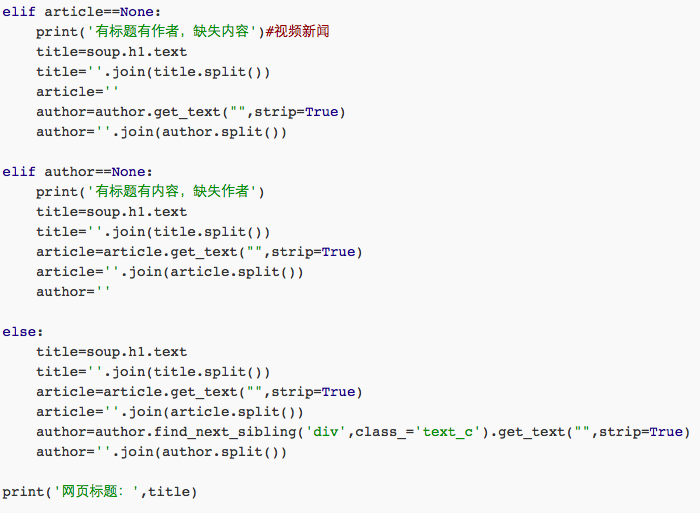 elif article==None:
    print('有标题有作者，缺失内容')#视频新闻
    title=soup.h1.text
    title=''.join(title.split())
    article=''
    author=author.get_text("",strip=True)
    author=''.join(author.split())

elif author==None:
    print('有标题有内容，缺失作者')
    title=soup.h1.text
    title=''.join(title.split())
    article=article.get_text("",strip=True)
    article=''.join(article.split())
    author=''

else:
    title=soup.h1.text
    title=''.join(title.split())
    article=article.get_text("",strip=True)
    article=''.join(article.split())
    author=author.find_next_sibling('div',class_='text_c').get_text("",strip=True)
    author=''.join(author.split())

print('网页标题：',title)